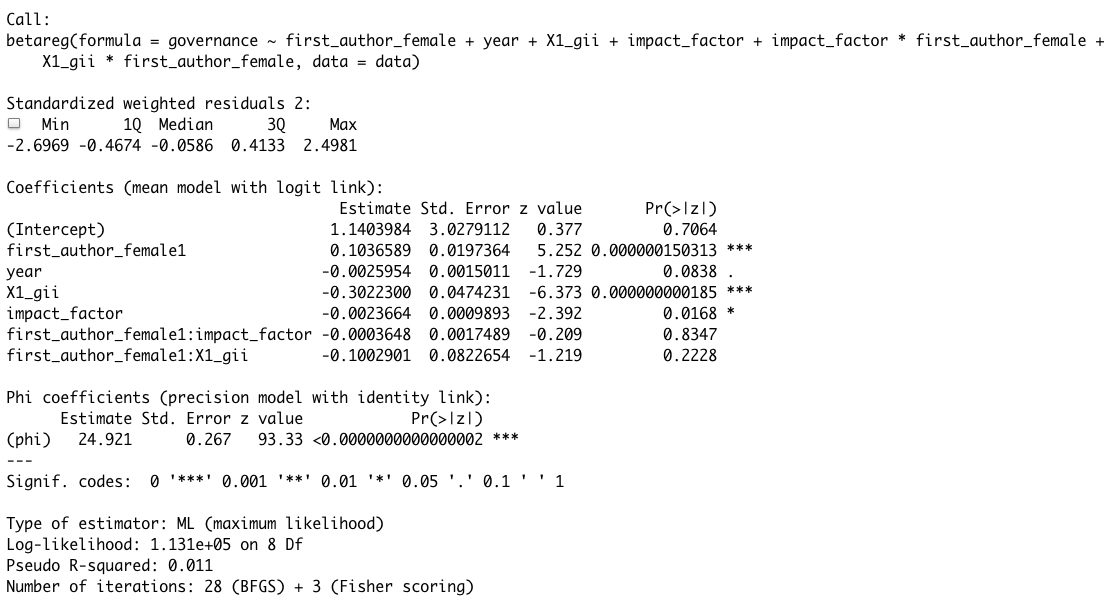 Call:
betareg(formula = governance ~ first_author_female + year + X1_gii + impact_factor + impact_factor * first_author_female +
    X1_gii * first_author_female, data = data)

Standardized weighted residuals 2:
    Min      1Q  Median      3Q     Max
-2.6969 -0.4674 -0.0586  0.4133  2.4981

Coefficients (mean model with logit link):
                                    Estimate Std. Error z value       Pr(>|z|)
(Intercept)                        1.1403984  3.0279112   0.377         0.7064
first_author_female1               0.1036589  0.0197364   5.252 0.000000150313 ***
year                              -0.0025954  0.0015011  -1.729         0.0838 .
X1_gii                            -0.3022300  0.0474231  -6.373 0.000000000185 ***
impact_factor                     -0.0023664  0.0009893  -2.392         0.0168 *
first_author_female1:impact_factor -0.0003648  0.0017489  -0.209         0.8347
first_author_female1:X1_gii       -0.1002901  0.0822654  -1.219         0.2228

Phi coefficients (precision model with identity link):
      Estimate Std. Error z value            Pr(>|z|)
(phi)   24.921      0.267   93.33 <0.0000000000000002 ***
---
Signif. codes:  0 '***' 0.001 '**' 0.01 '*' 0.05 '.' 0.1 ' ' 1

Type of estimator: ML (maximum likelihood)
Log-likelihood: 1.131e+05 on 8 Df
Pseudo R-squared: 0.011
Number of iterations: 28 (BFGS) + 3 (Fisher scoring)